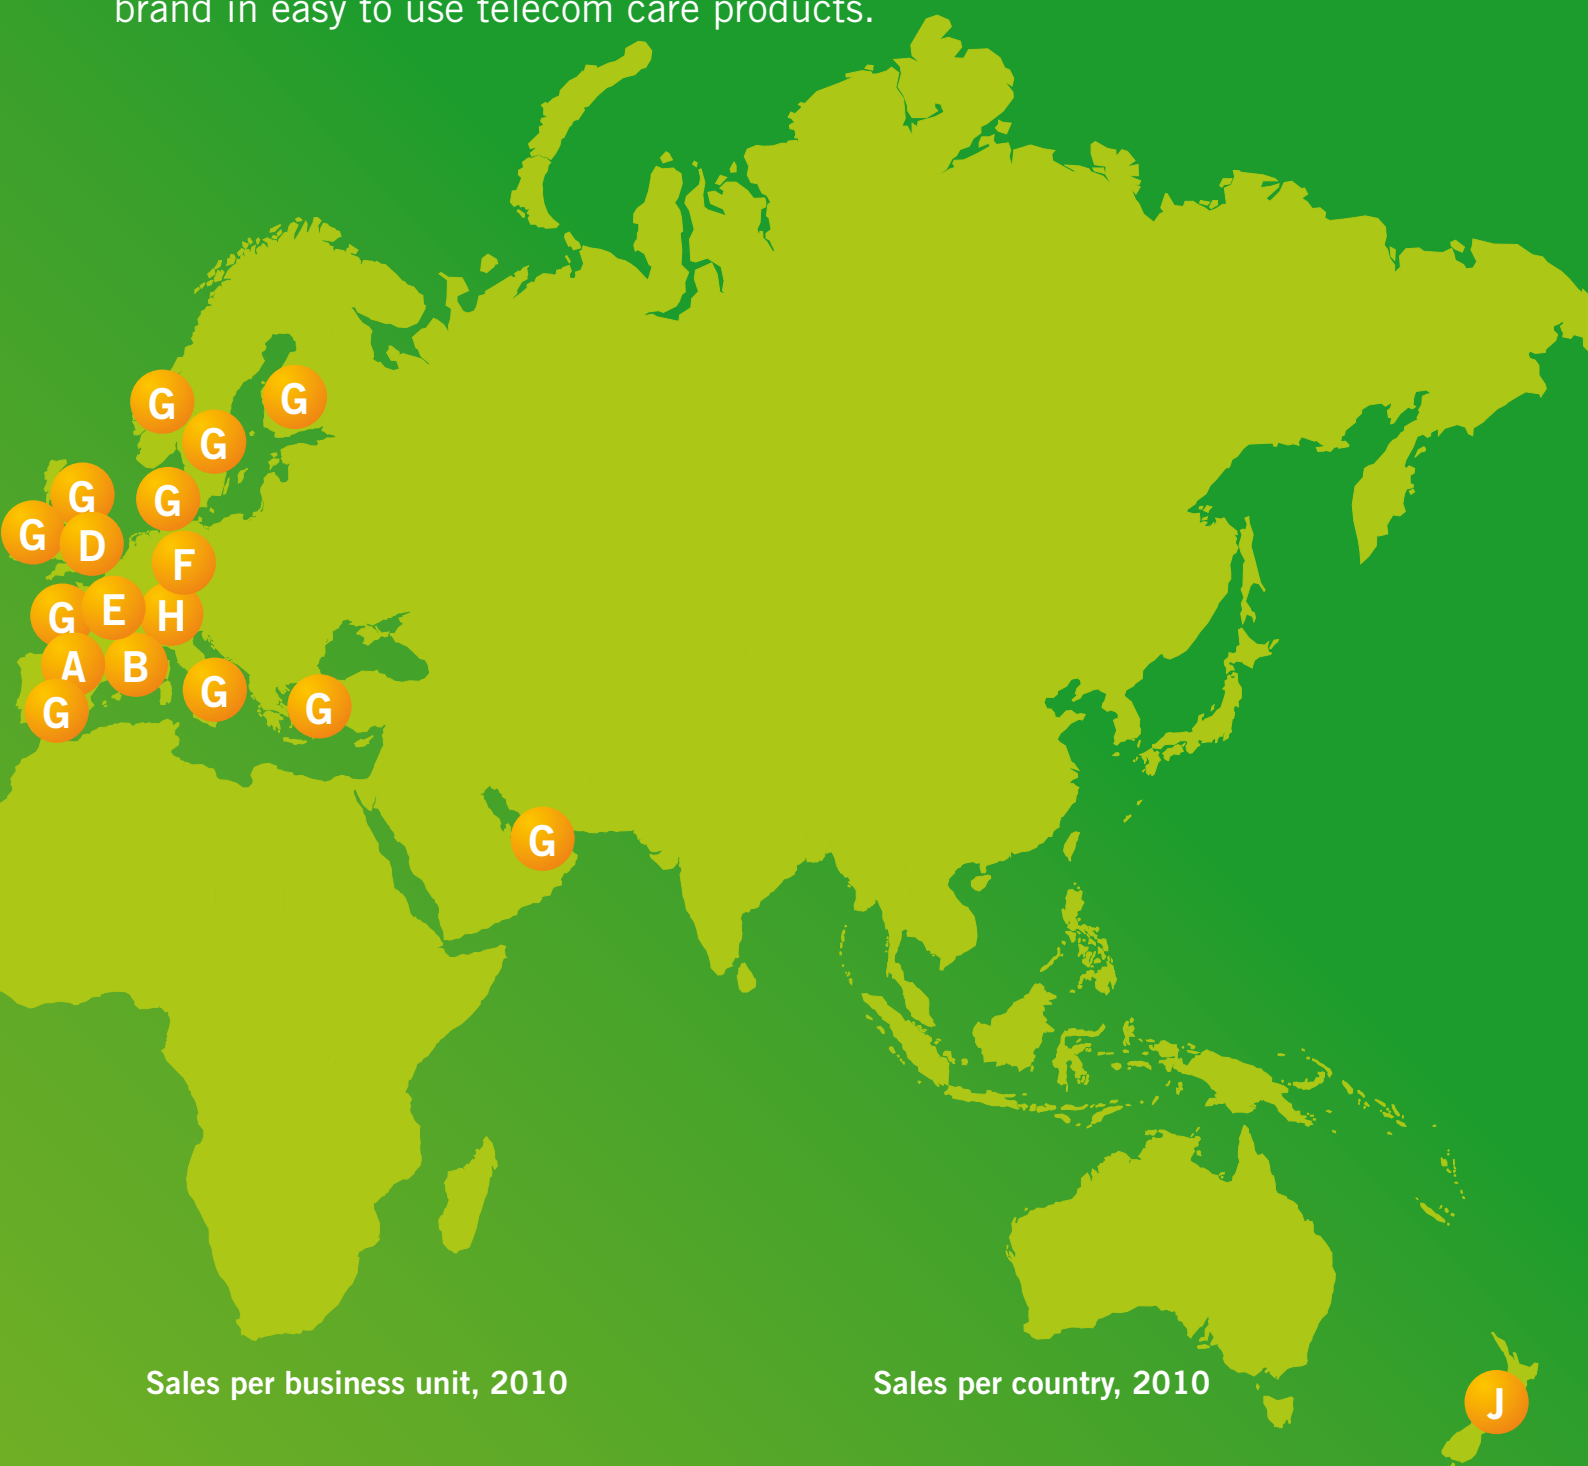 brand in easy to use telecom care products.
G
G
G
G
G
G
D
F
G
E
H
A
B
G
G
G
G
Sales per business unit, 2010
Sales per country, 2010
J